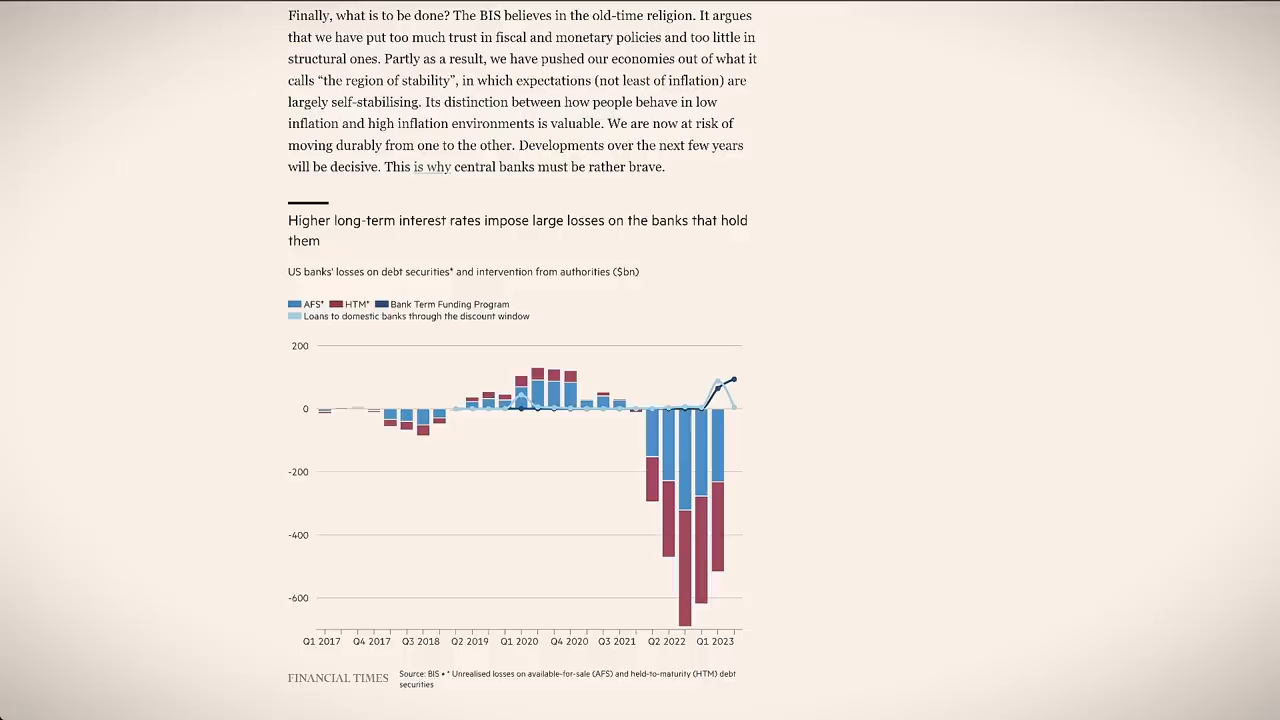 Finally, what is to be done? The BIS believes in the old-time religion. It argues
that we have put too much trust in fiscal and monetary policies and too little in
structural ones. Partly as a result, we have pushed our economies out of what it
calls “the region of stability”, in which expectations (not least of inflation) are
largely self-stabilising. Its distinction between how people behave in low
inflation and high inflation environments is valuable. We are now at risk of
moving durably from one to the other. Developments over the next few years
will be decisive. This is why central banks must be rather brave.
Higher long-term interest rates impose large losses on the banks that hold
them
US banks' losses on debt securities* and intervention from authorities ($bn)
AFS* HTM* Bank Term Funding Program
Loans to domestic banks through the discount window
200
0
-200
-400
-600
Q1 2017 Q4 2017 Q3 2018 Q2 2019 Q1 2020 Q4 2020 Q3 2021 Q2 2022 Q1 2023
FINANCIAL TIMES
Source: BIS • * Unrealised losses on available-for-sale (AFS) and held-to-maturity (HTM) debt
securities